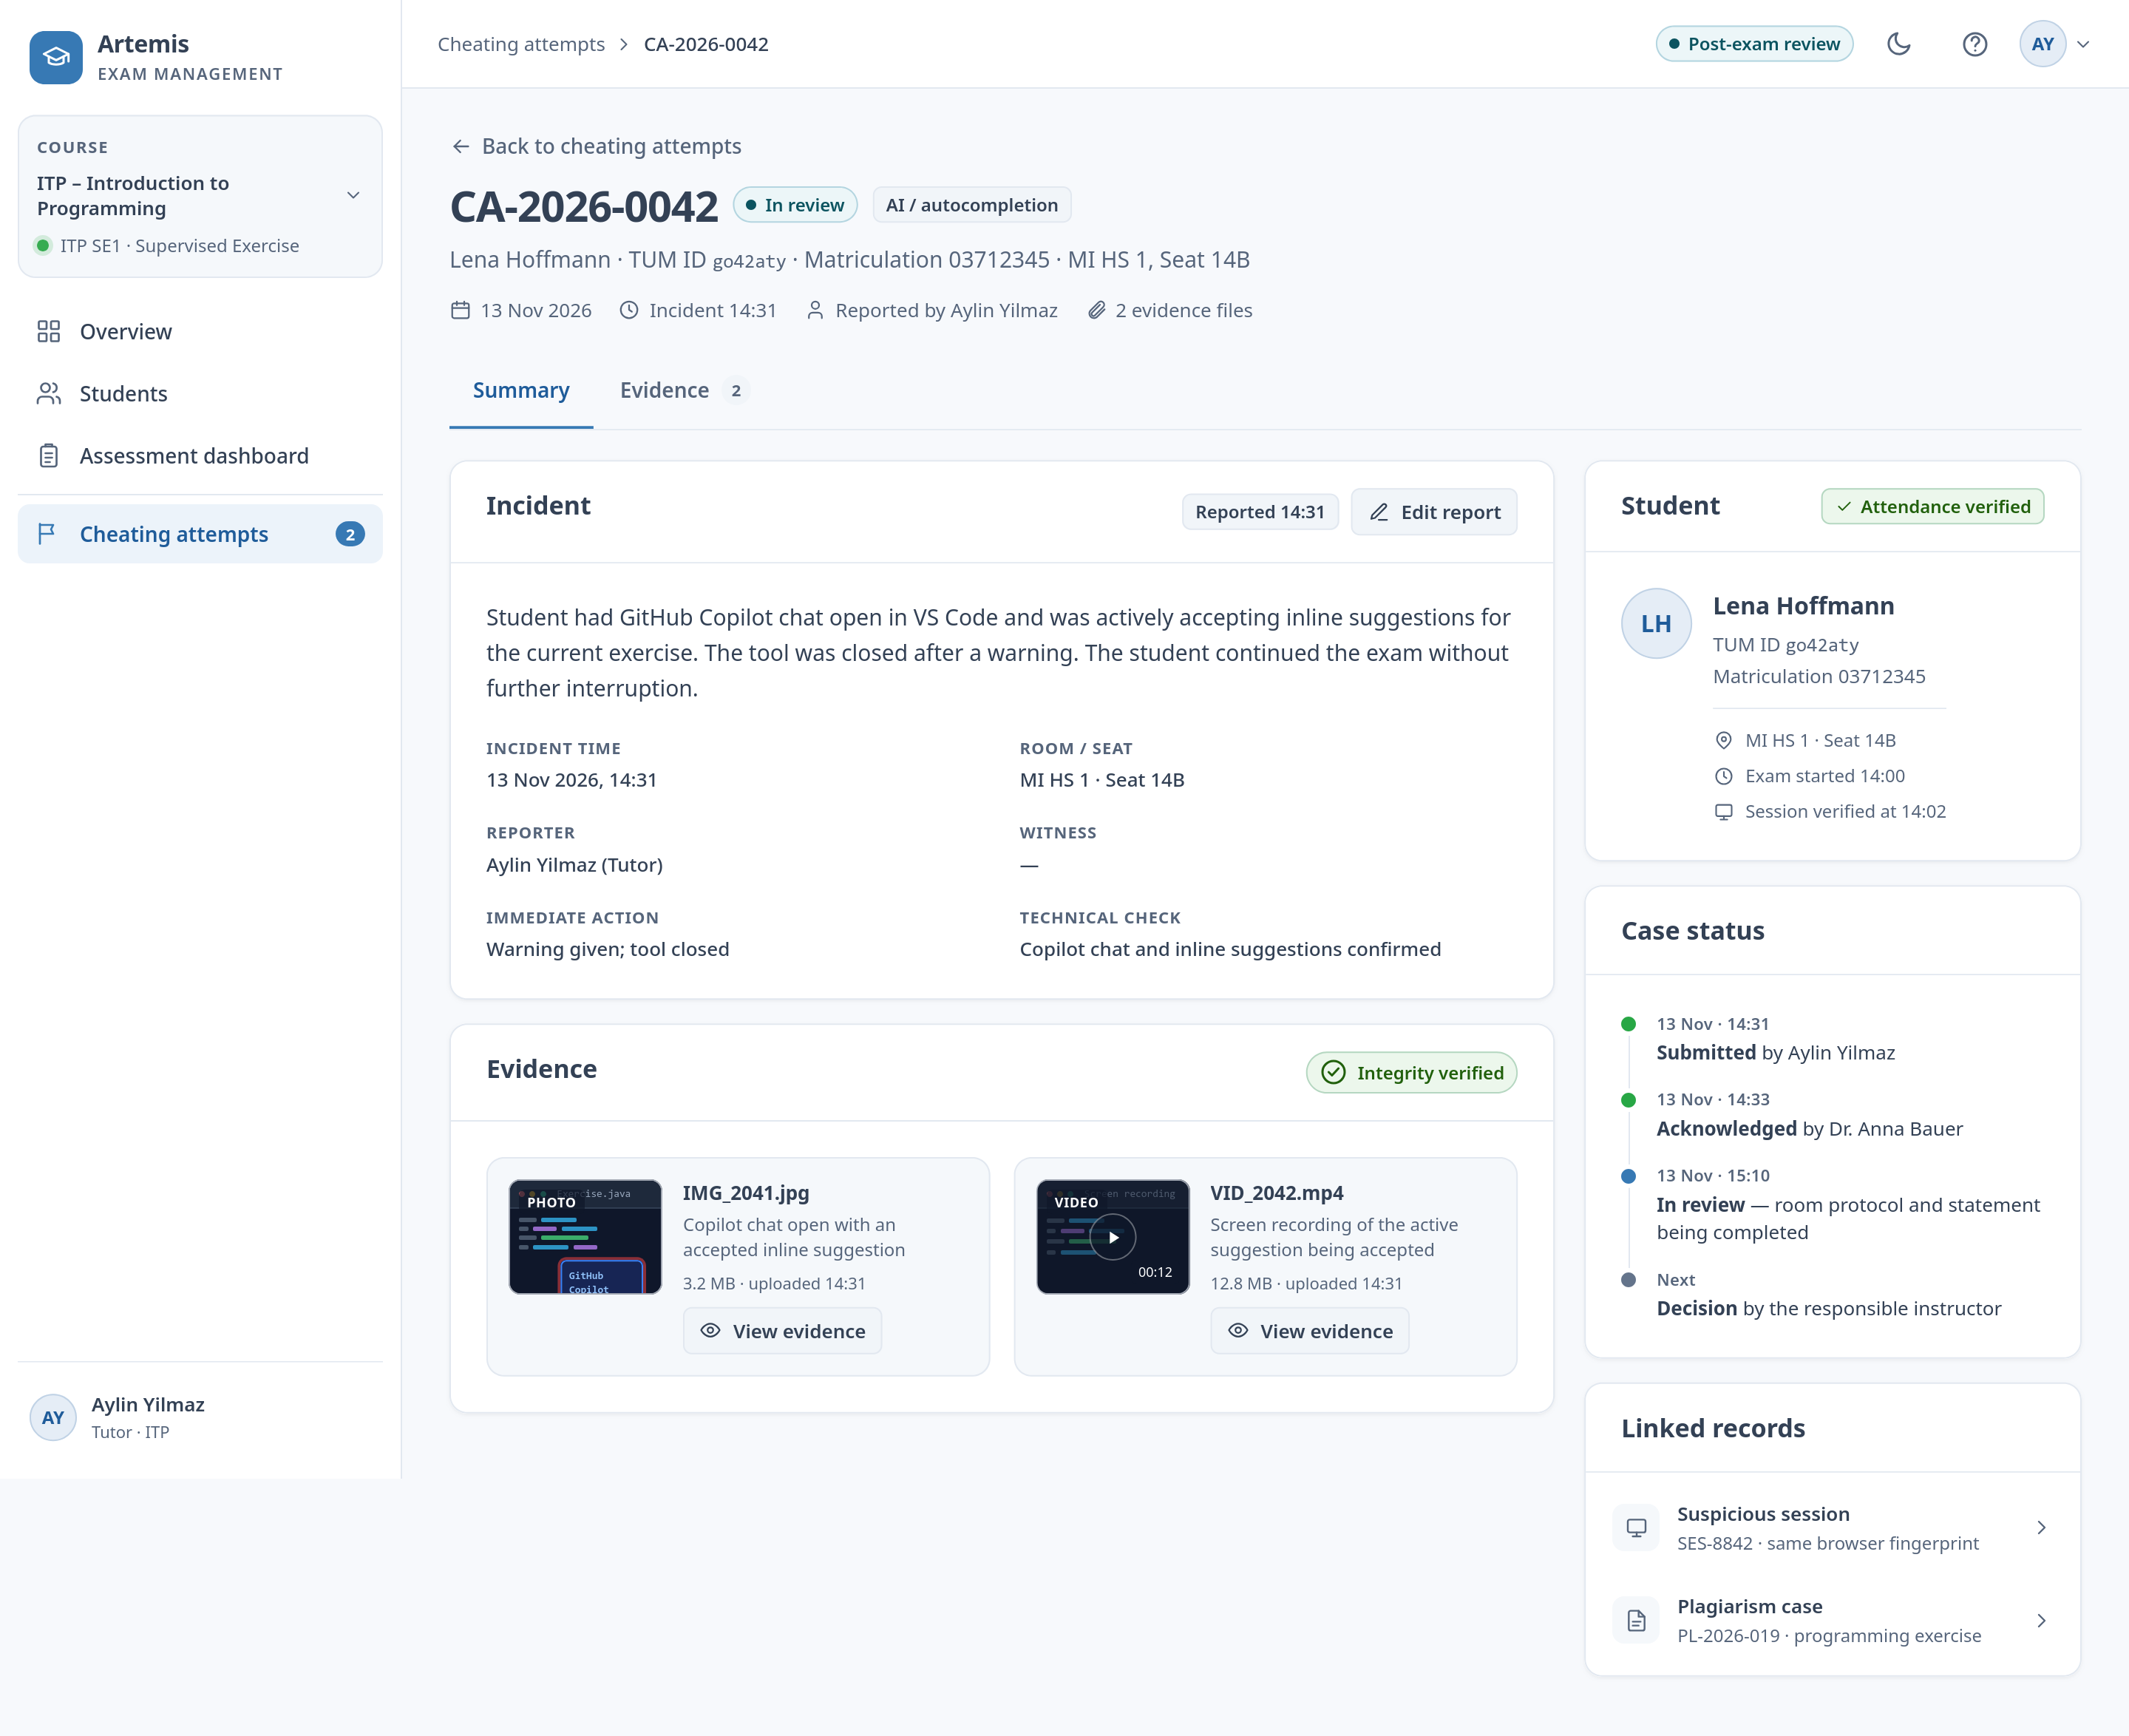 Artemis
EXAM MANAGEMENT
COURSE
ITP – Introduction to
Programming
ITP SE1 · Supervised Exercise
Overview
Students
Assessment dashboard
Cheating attempts 2
AY
Aylin Yilmaz
Tutor · ITP
Cheating attempts > CA-2026-0042
Post-exam review
AY
Back to cheating attempts
CA-2026-0042 In review AI / autocompletion
Lena Hoffmann · TUM ID go42aty · Matriculation 03712345 · MI HS 1, Seat 14B
13 Nov 2026 Incident 14:31 Reported by Aylin Yilmaz 2 evidence files
Summary Evidence 2
Incident
Reported 14:31 Edit report
Student had GitHub Copilot chat open in VS Code and was actively accepting inline suggestions for
the current exercise. The tool was closed after a warning. The student continued the exam without
further interruption.
INCIDENT TIME
13 Nov 2026, 14:31
ROOM / SEAT
MI HS 1 · Seat 14B
REPORTER
Aylin Yilmaz (Tutor)
WITNESS
—
IMMEDIATE ACTION
Warning given; tool closed
TECHNICAL CHECK
Copilot chat and inline suggestions confirmed
Evidence
Integrity verified
PHOTO
Exercise.java
GitHub
Copilot
IMG_2041.jpg
Copilot chat open with an
accepted inline suggestion
3.2 MB · uploaded 14:31
View evidence
VIDEO
recording
00:12
VID_2042.mp4
Screen recording of the active
suggestion being accepted
12.8 MB · uploaded 14:31
View evidence
Student
Attendance verified
LH
Lena Hoffmann
TUM ID go42aty
Matriculation 03712345
MI HS 1 · Seat 14B
Exam started 14:00
Session verified at 14:02
Case status
13 Nov · 14:31
Submitted by Aylin Yilmaz
13 Nov · 14:33
Acknowledged by Dr. Anna Bauer
13 Nov · 15:10
In review — room protocol and statement
being completed
Next
Decision by the responsible instructor
Linked records
Suspicious session
SES-8842 · same browser fingerprint
Plagiarism case
PL-2026-019 · programming exercise